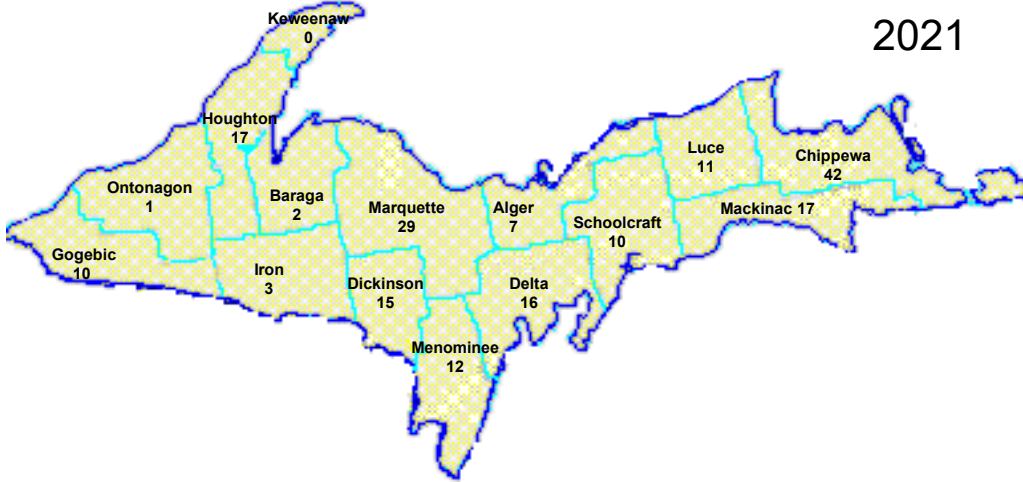 2021
Keweenaw
0
Houghton
17
Luce
11
Chippewa
42
Ontonagon
1
Baraga
2
Marquette
29
Alger
7
Schoolcraft
10
Mackinac 17
Gogebic
10
Iron
3
Dickinson
15
Delta
16
Menominee
12